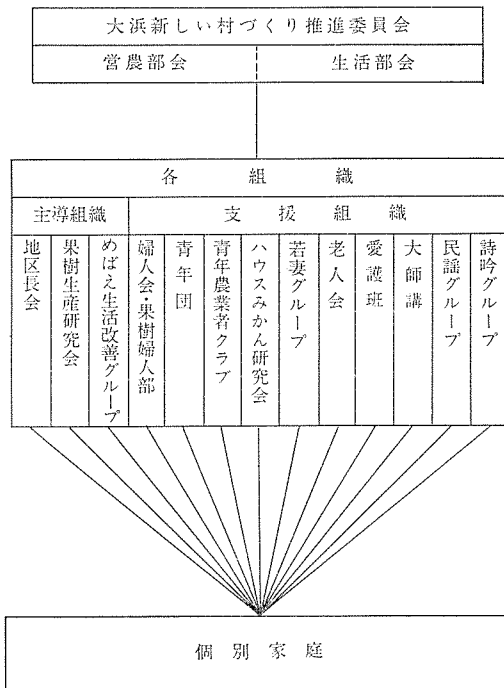 大浜新しい村づくり推進委員会
営農部会
生活部会
各組織
主導組織
支援組織
地区長会
果樹生産研究会
めばえ生活改善グループ
婦人会・果樹婦人部
青年団
青年農業者クラブ
ハウスみかん研究会
若妻グループ
老人会
愛護班
大師講
民謡グループ
詩吟グループ
個別家庭